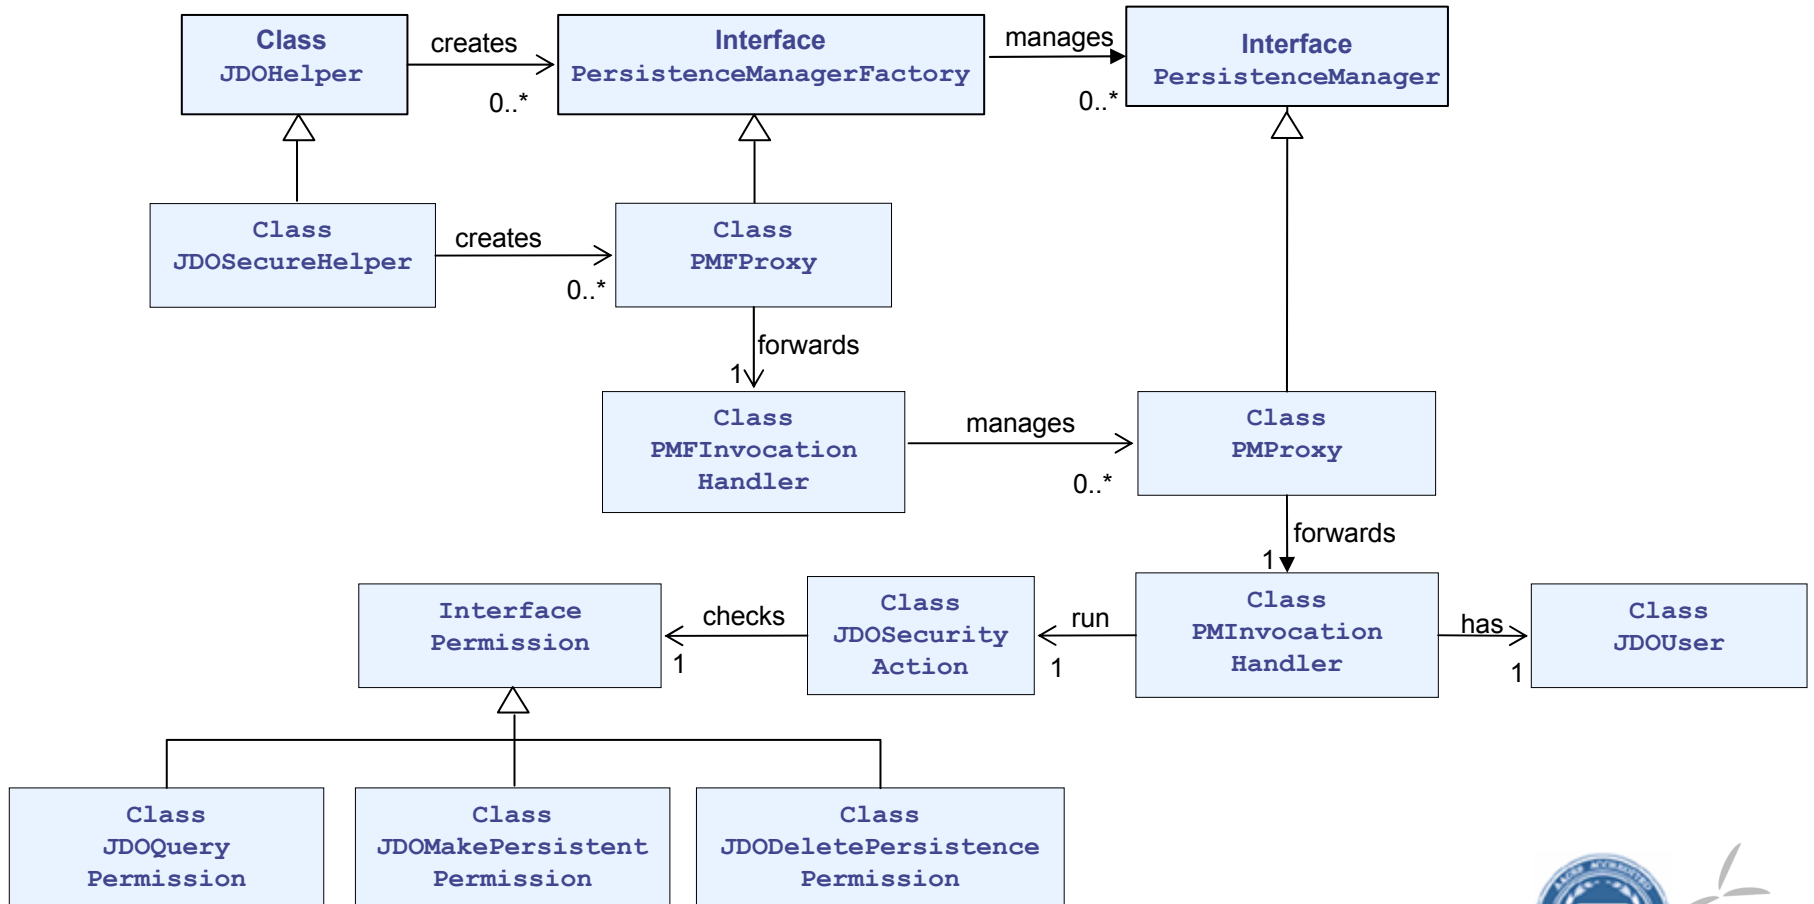 Class
JDOHelper
creates
0..*
Interface
PersistenceManagerFactory
manages
0..*
Interface
PersistenceManager
Class
JDOSecureHelper
creates
0..*
Class
PMFProxy
forwards
1
Class
PMFInvocation
Handler
manages
0..*
Class
PMProxy
forwards
1
Interface
Permission
checks
1
Class
JDOSecurity
Action
run
1
Class
PMInvocation
Handler
has
1
Class
JDOUser
Class
JDOQuery
Permission
Class
JDOMakePersistent
Permission
Class
JDODeletePersistence
Permission
AACSB ACCREDITED